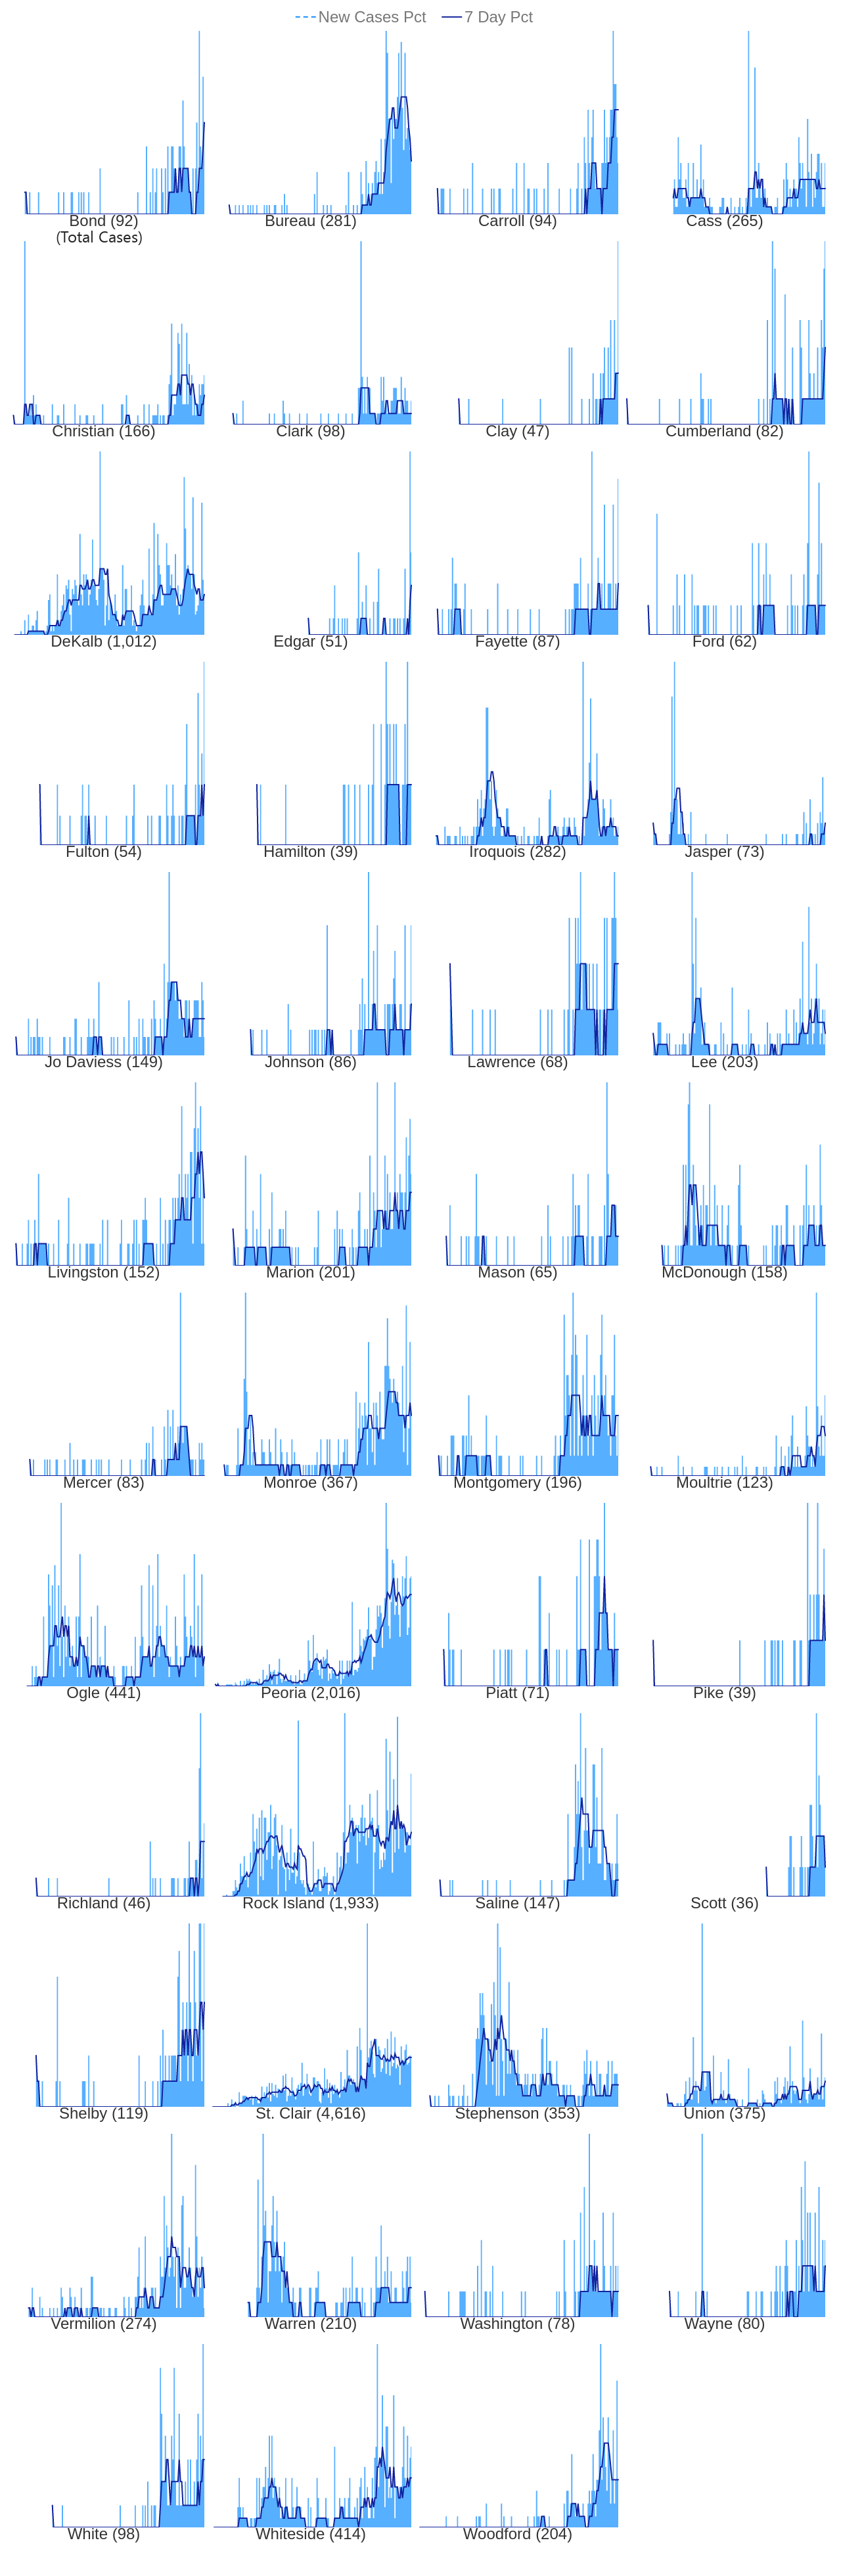 New Cases Pct 7 Day Pct
Bond (92) Bureau (281) Carroll (94) Cass (265)
(Total Cases)
Christian (166) Clark (98) Clay (47) Cumberland (82)
DeKalb (1,012) Edgar (51) Fayette (87) Ford (62)
Fulton (54) Hamilton (39) Iroquois (282) Jasper (73)
Jo Daviess (149) Johnson (86) Lawrence (68) Lee (203)
Livingston (152) Marion (201) Mason (65) McDonough (158)
Mercer (83) Monroe (367) Montgomery (196) Moultrie (123)
Ogle (441) Peoria (2,016) Piatt (71) Pike (39)
Richland (46) Rock Island (1,933) Saline (147) Scott (36)
Shelby (119) St. Clair (4,616) Stephenson (353) Union (375)
Vermilion (274) Warren (210) Washington (78) Wayne (80)
White (98) Whiteside (414) Woodford (204)